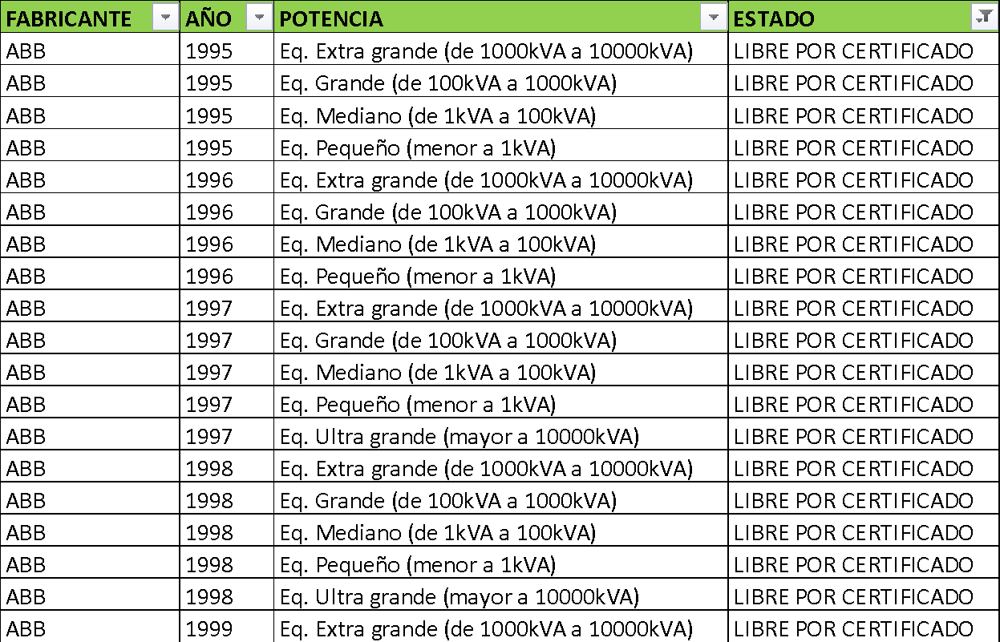 FABRICANTE AÑO POTENCIA ESTADO
ABB 1995 Eq. Extra grande (de 1000kVA a 10000kVA) LIBRE POR CERTIFICADO
ABB 1995 Eq. Grande (de 100kVA a 1000kVA) LIBRE POR CERTIFICADO
ABB 1995 Eq. Mediano (de 1kVA a 100kVA) LIBRE POR CERTIFICADO
ABB 1995 Eq. Pequeño (menor a 1kVA) LIBRE POR CERTIFICADO
ABB 1996 Eq. Extra grande (de 1000kVA a 10000kVA) LIBRE POR CERTIFICADO
ABB 1996 Eq. Grande (de 100kVA a 1000kVA) LIBRE POR CERTIFICADO
ABB 1996 Eq. Mediano (de 1kVA a 100kVA) LIBRE POR CERTIFICADO
ABB 1996 Eq. Pequeño (menor a 1kVA) LIBRE POR CERTIFICADO
ABB 1997 Eq. Extra grande (de 1000kVA a 10000kVA) LIBRE POR CERTIFICADO
ABB 1997 Eq. Grande (de 100kVA a 1000kVA) LIBRE POR CERTIFICADO
ABB 1997 Eq. Mediano (de 1kVA a 100kVA) LIBRE POR CERTIFICADO
ABB 1997 Eq. Pequeño (menor a 1kVA) LIBRE POR CERTIFICADO
ABB 1997 Eq. Ultra grande (mayor a 10000kVA) LIBRE POR CERTIFICADO
ABB 1998 Eq. Extra grande (de 1000kVA a 10000kVA) LIBRE POR CERTIFICADO
ABB 1998 Eq. Grande (de 100kVA a 1000kVA) LIBRE POR CERTIFICADO
ABB 1998 Eq. Mediano (de 1kVA a 100kVA) LIBRE POR CERTIFICADO
ABB 1998 Eq. Pequeño (menor a 1kVA) LIBRE POR CERTIFICADO
ABB 1998 Eq. Ultra grande (mayor a 10000kVA) LIBRE POR CERTIFICADO
ABB 1999 Eq. Extra grande (de 1000kVA a 10000kVA) LIBRE POR CERTIFICADO